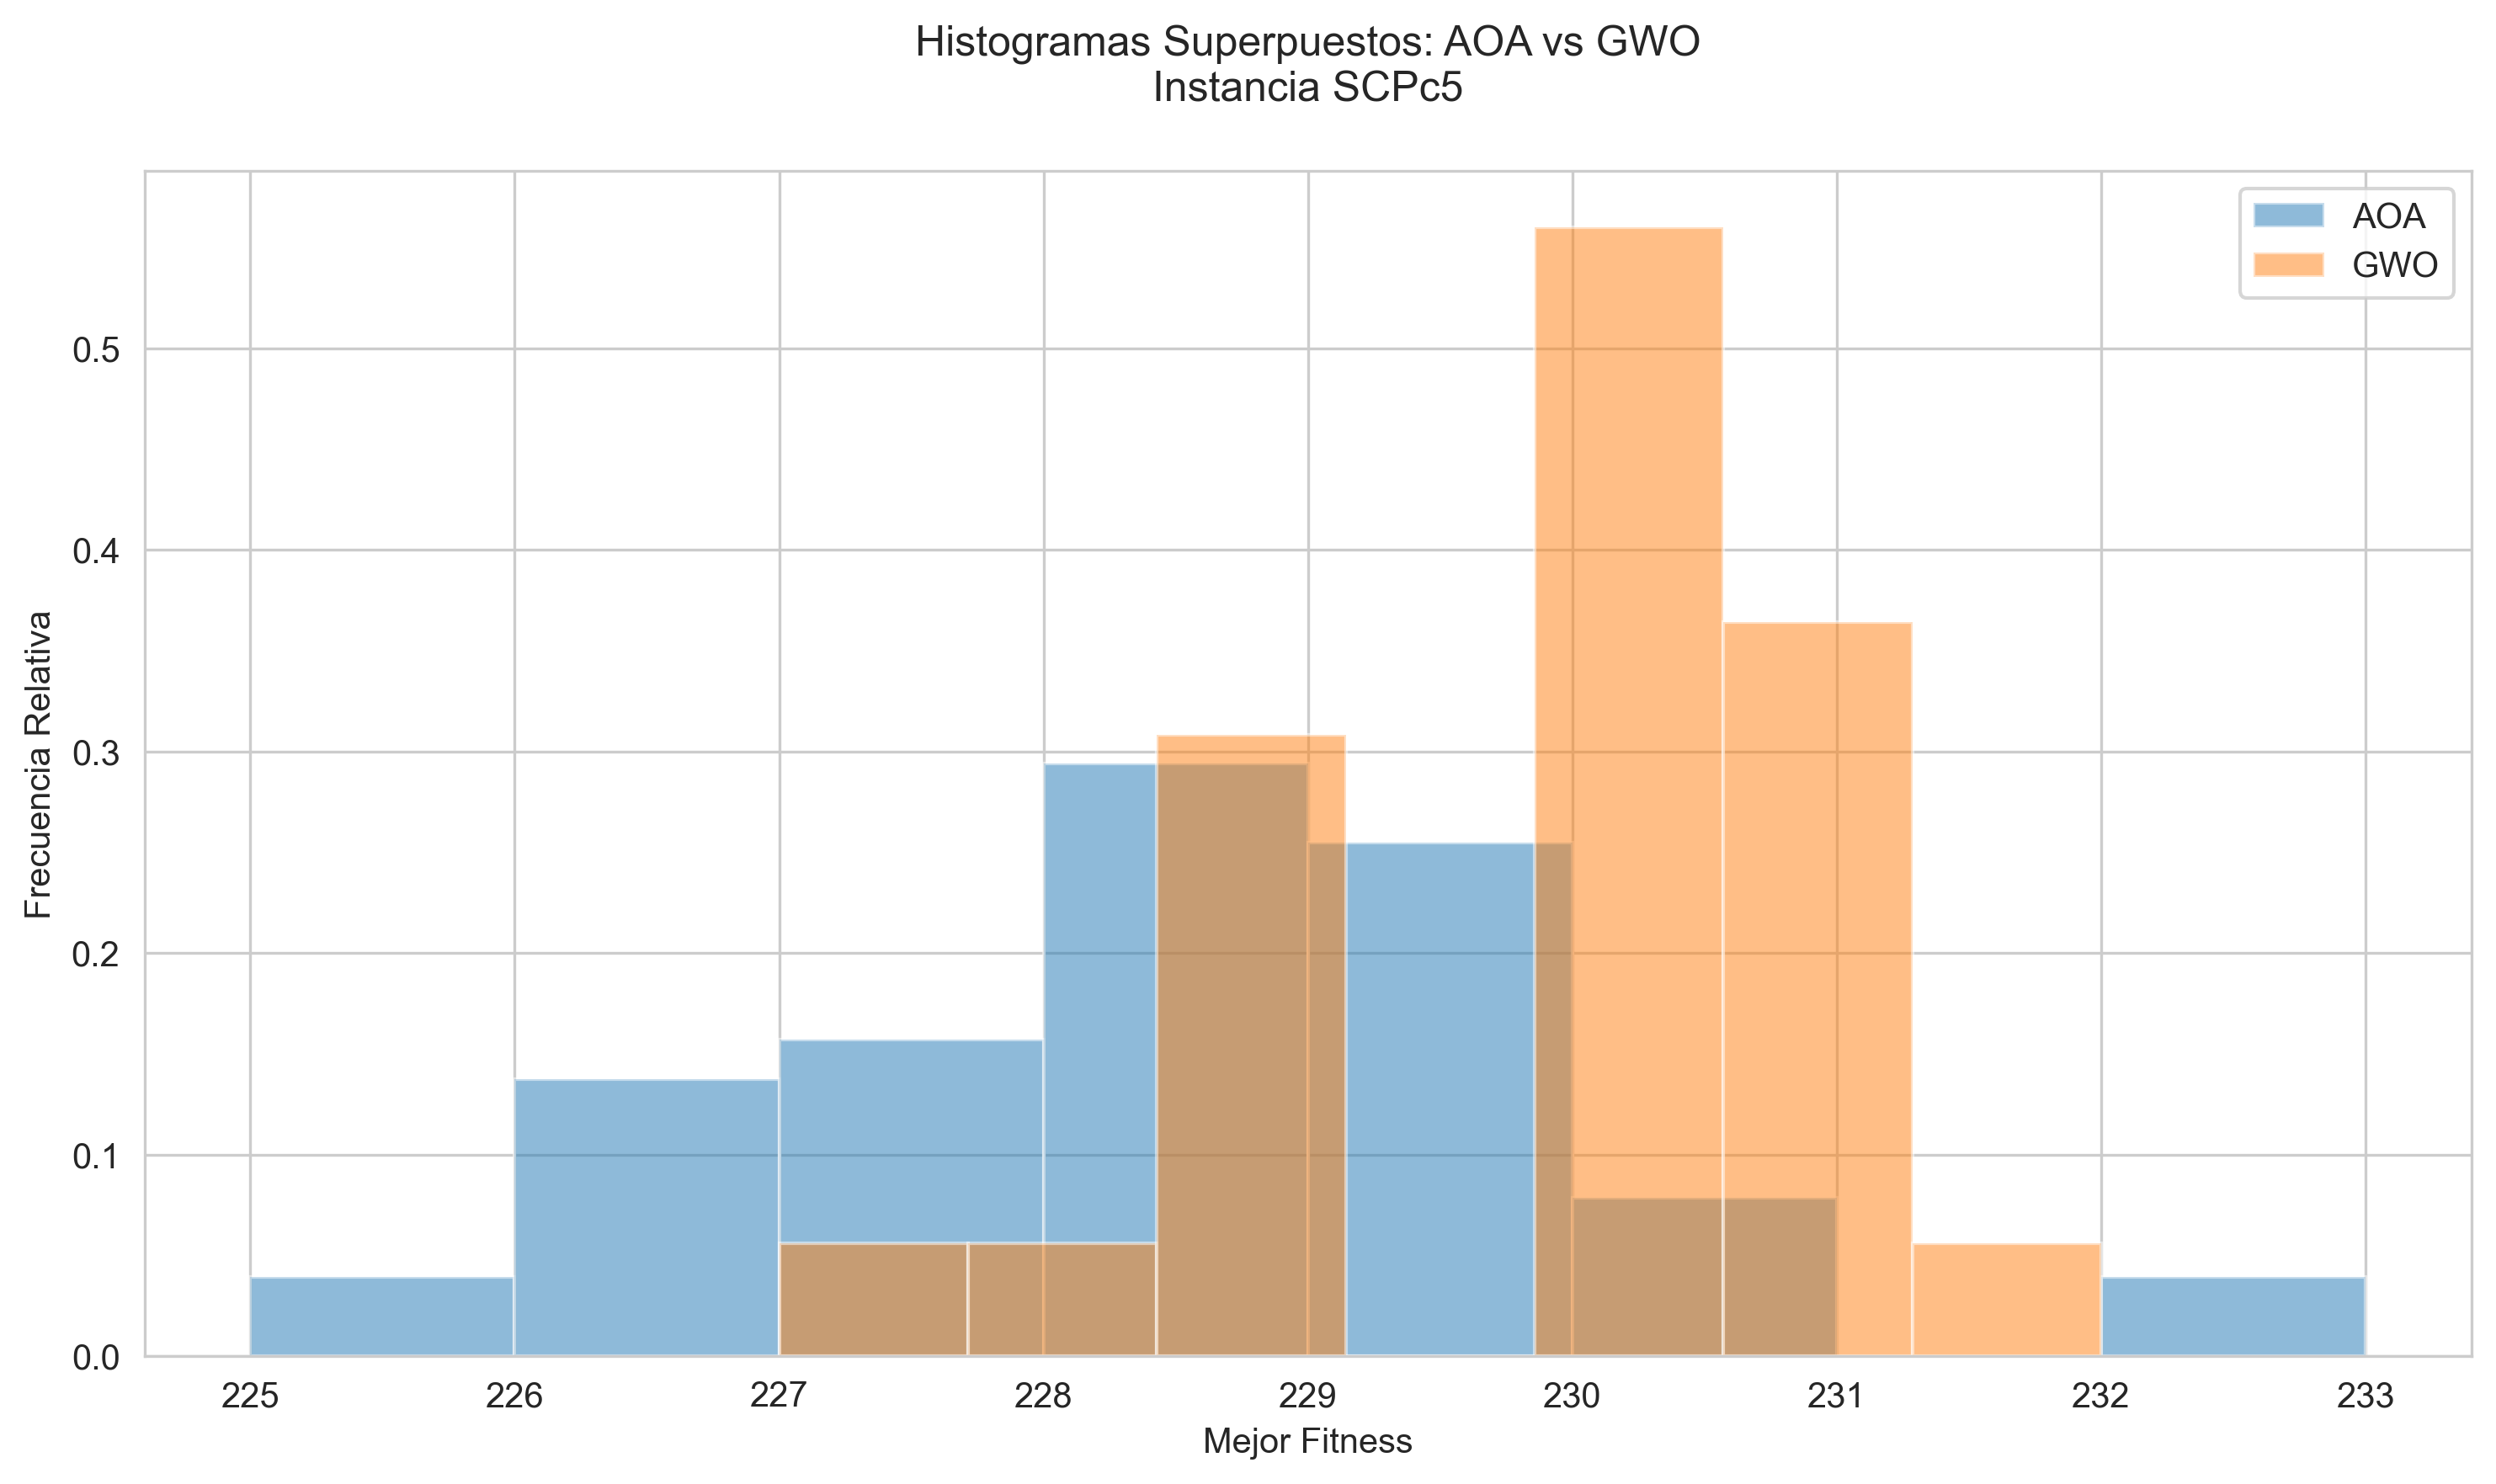 Histogramas Superpuestos: AOA vs GWO
Instancia SCPc5
AOA
GWO
0.5
0.4
0.3
0.2
0.1
0.0
Frecuencia Relativa
225 226 227 228 229 230 231 232 233
Mejor Fitness